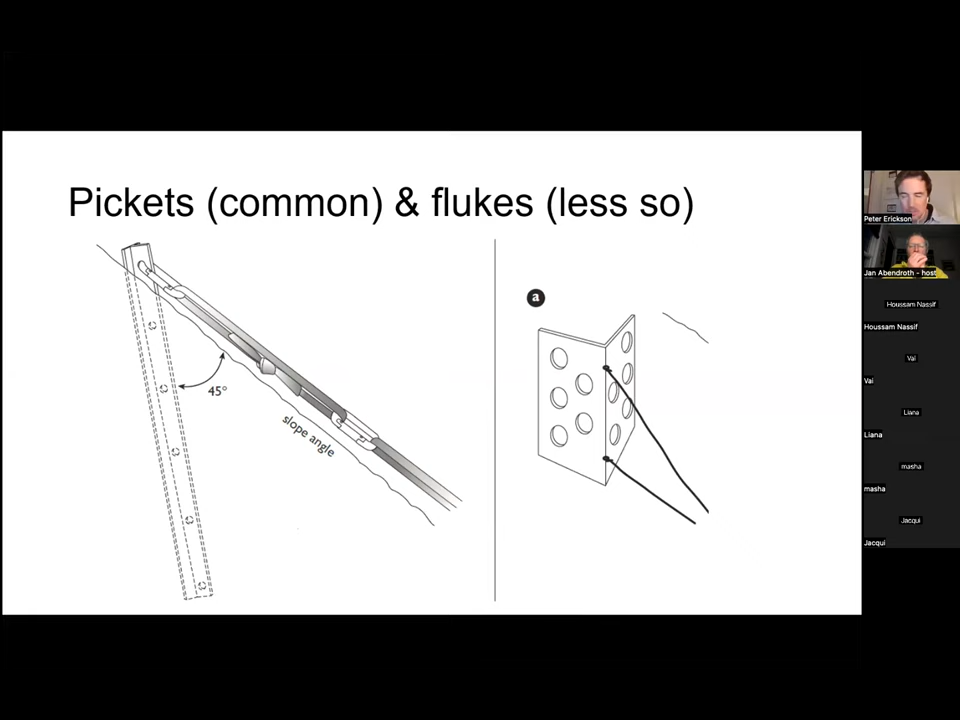 Pickets (common) & flukes (less so)
45°
slope angle
a
Peter Erickson
Jan Abendroth - host
Houssam Nassif
Houssam Nassif
Vai
Vai
Liana
Liana
masha
masha
Jacqui
Jacqui